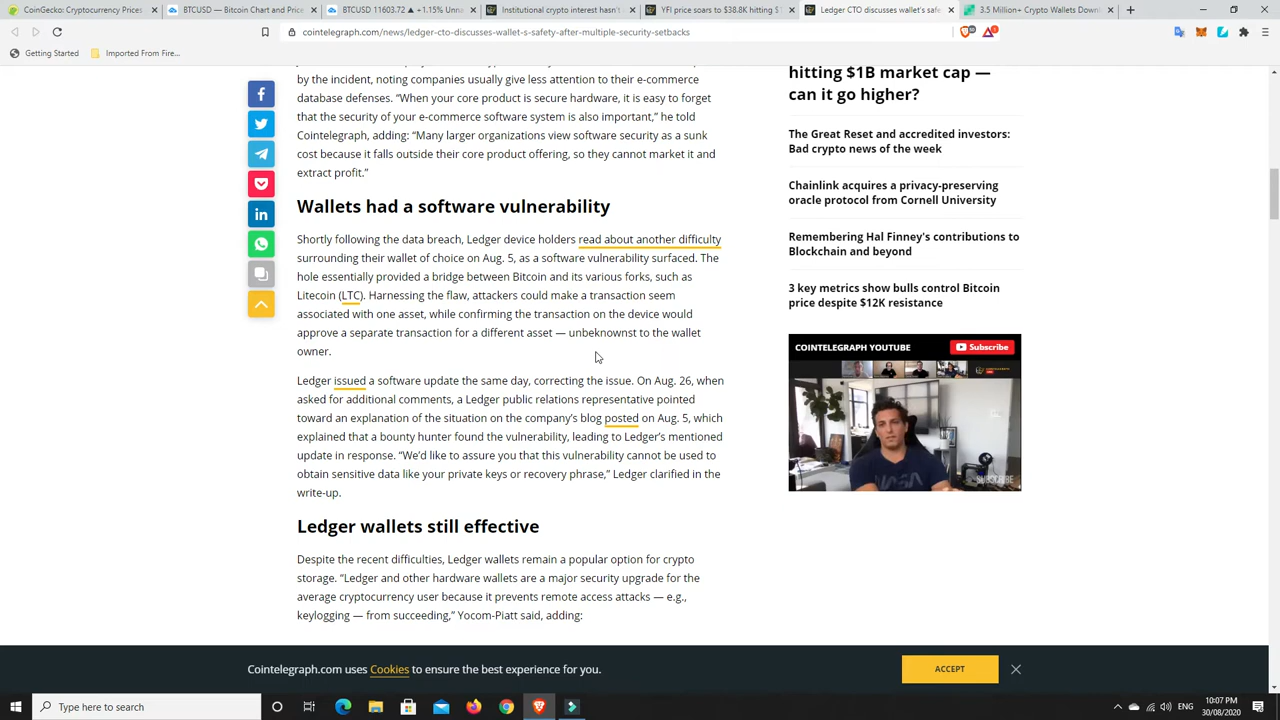 CoinGecko: Cryptocurrency Prices
BTCUSD — Bitcoin Chart and Price
BTCUSD 11603.72 ▲ +1.15% Unna
Institutional crypto interest hasn't
YFI price soars to $38.8K hitting $1
Ledger CTO discusses wallet's safe
3.5 Million+ Crypto Wallets Down
cointelegraph.com/news/ledger-cto-discusses-wallet-s-safety-after-multiple-security-setbacks
Getting Started
Imported From Fire...
by the incident, noting companies usually give less attention to their e-commerce
database defenses. “When your core product is secure hardware, it is easy to forget
that the security of your e-commerce software system is also important,” he told
Cointelegraph, adding: “Many larger organizations view software security as a sunk
cost because it falls outside their core product offering, so they cannot market it and
extract profit.”
Wallets had a software vulnerability
Shortly following the data breach, Ledger device holders read about another difficulty
surrounding their wallet of choice on Aug. 5, as a software vulnerability surfaced. The
hole essentially provided a bridge between Bitcoin and its various forks, such as
Litecoin (LTC). Harnessing the flaw, attackers could make a transaction seem
associated with one asset, while confirming the transaction on the device would
approve a separate transaction for a different asset — unbeknownst to the wallet
owner.
Ledger issued a software update the same day, correcting the issue. On Aug. 26, when
asked for additional comments, a Ledger public relations representative pointed
toward an explanation of the situation on the company’s blog posted on Aug. 5, which
explained that a bounty hunter found the vulnerability, leading to Ledger’s mentioned
update in response. “We’d like to assure you that this vulnerability cannot be used to
obtain sensitive data like your private keys or recovery phrase,” Ledger clarified in the
write-up.
Ledger wallets still effective
Despite the recent difficulties, Ledger wallets remain a popular option for crypto
storage. “Ledger and other hardware wallets are a major security upgrade for the
average cryptocurrency user because it prevents remote access attacks — e.g.,
keylogging — from succeeding,” Yocom-Piatt said, adding:
hitting $1B market cap —
can it go higher?
The Great Reset and accredited investors:
Bad crypto news of the week
Chainlink acquires a privacy-preserving
oracle protocol from Cornell University
Remembering Hal Finney's contributions to
Blockchain and beyond
3 key metrics show bulls control Bitcoin
price despite $12K resistance
COINTELEGRAPH YOUTUBE
Subscribe
SUBSCRIBE
Cointelegraph.com uses Cookies to ensure the best experience for you.
ACCEPT
Type here to search
ENG
10:07 PM
30/08/2020